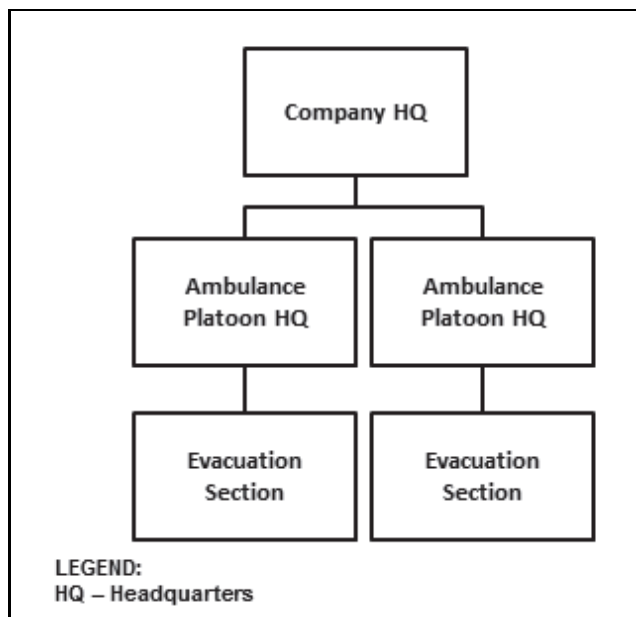 Company HQ
Ambulance
Platoon HQ
Ambulance
Platoon HQ
Evacuation
Section
Evacuation
Section
LEGEND:
HQ – Headquarters